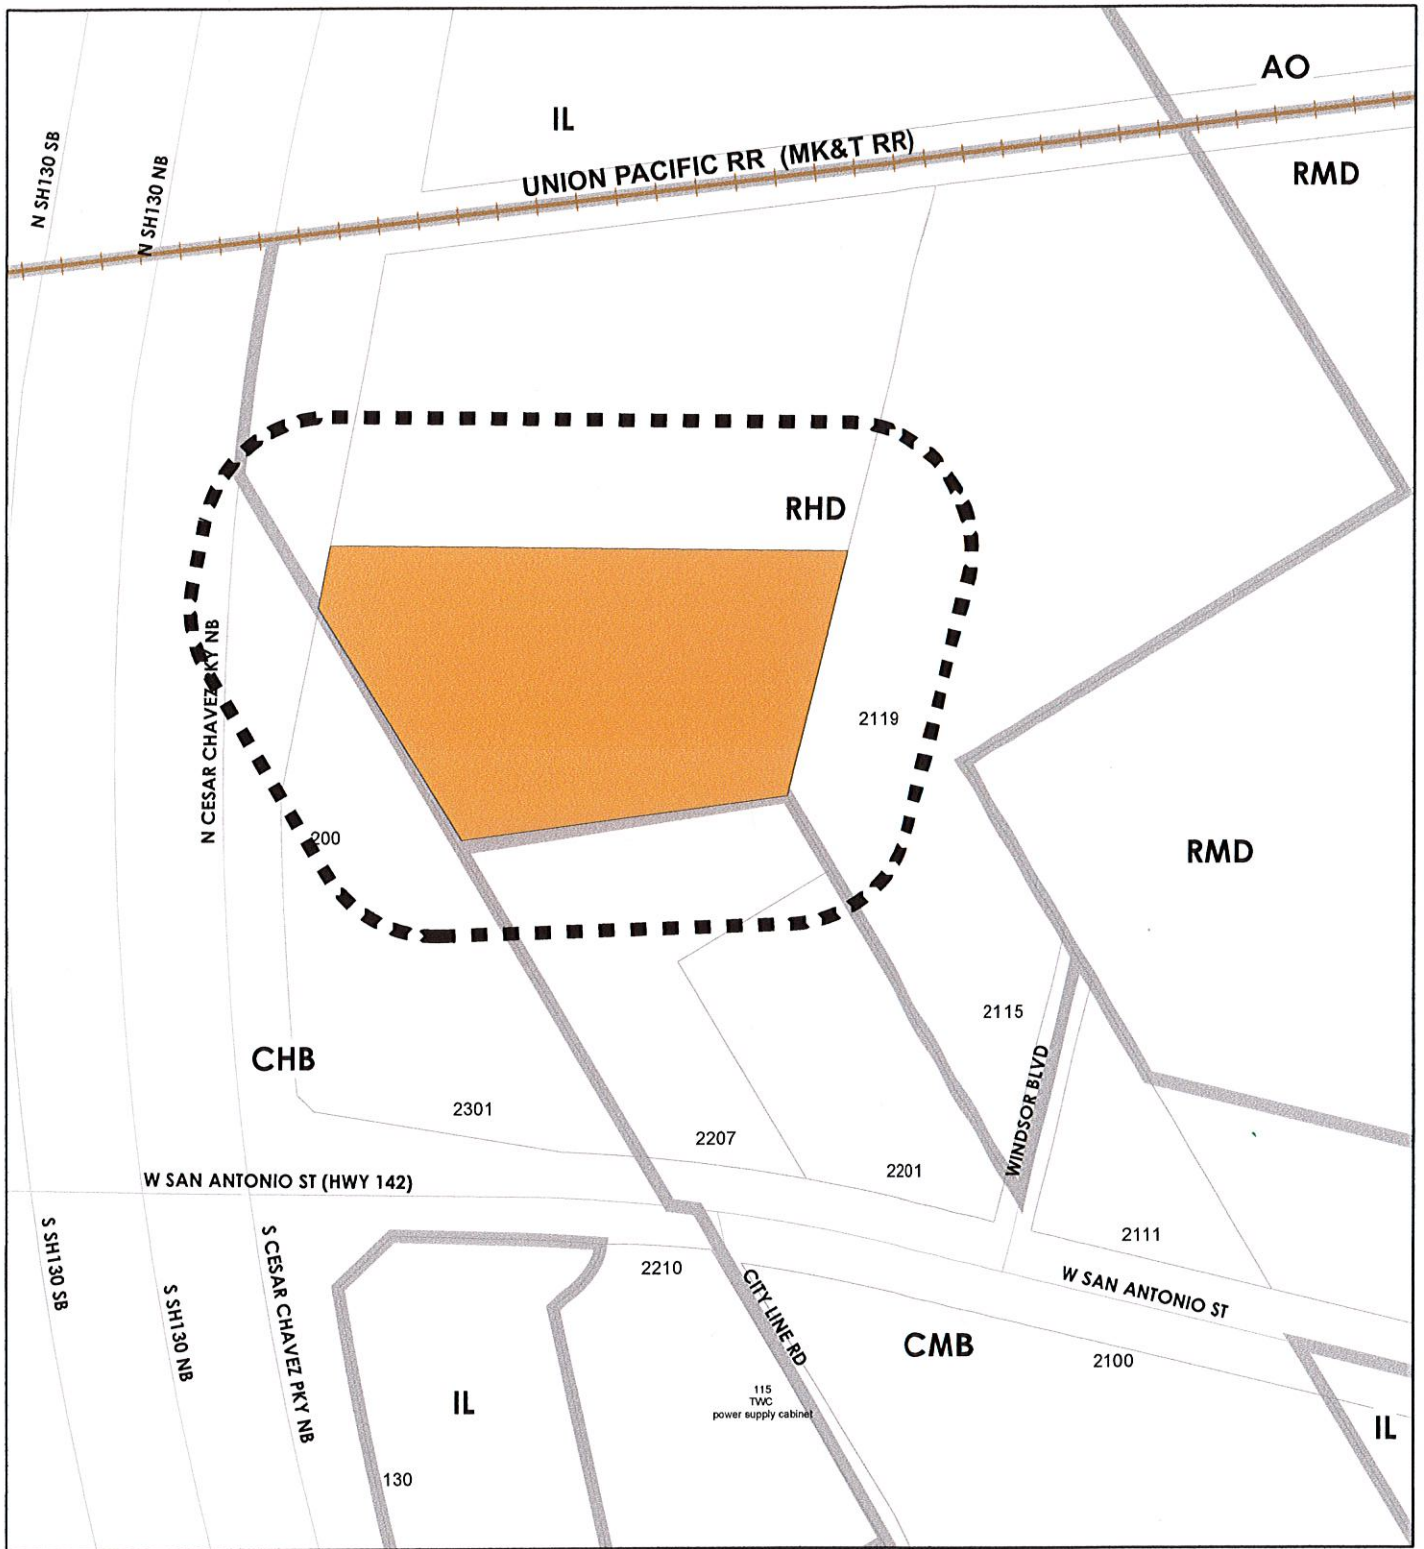 AO
IL
UNION PACIFIC RR (MK&T RR)
N SH130 SB
N SH130 NB
RMD
RHD
N CESAR CHAVEZ PKY NB
2119
200
RMD
2115
CHB
WINDSOR BLVD
2301
2207
2201
W SAN ANTONIO ST (HWY 142)
2111
S SH130 SB
S SH130 NB
S CESAR CHAVEZ PKY NB
2210
CITY LINE RD
W SAN ANTONIO ST
CMB
2100
115
TWC
power supply cabinet
IL
IL
130